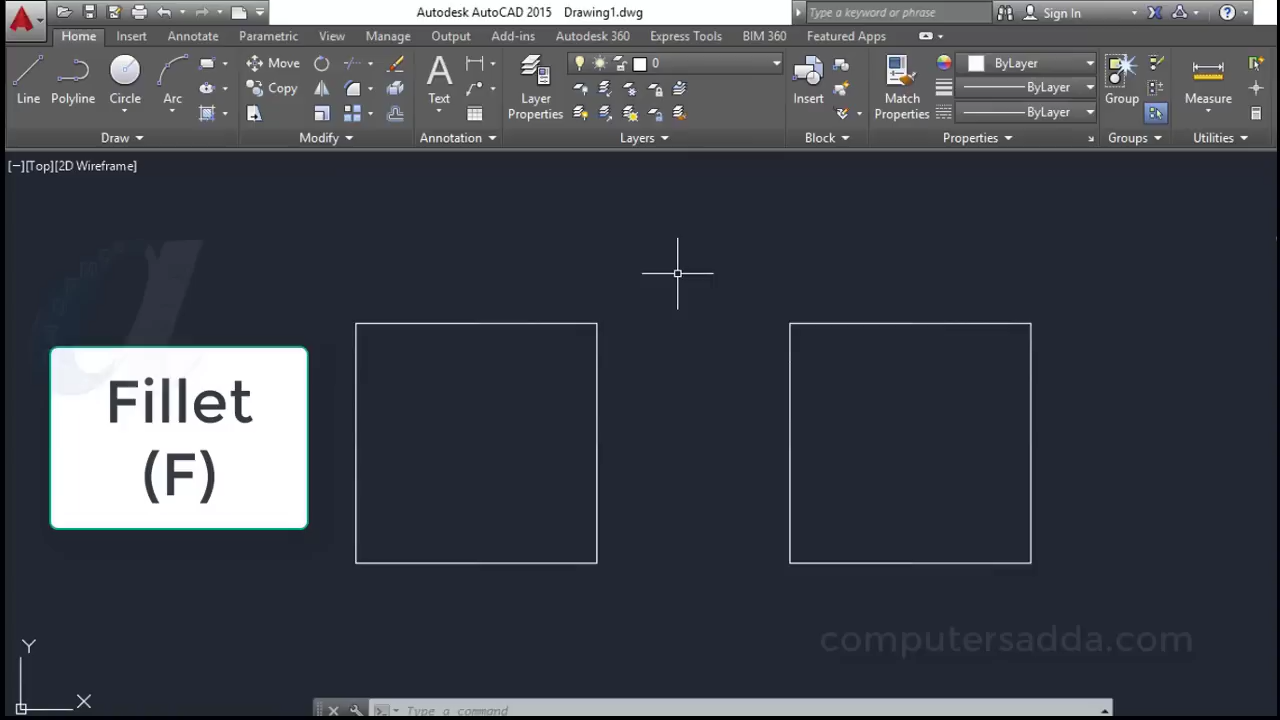 Autodesk AutoCAD 2015 Drawing1.dwg
Type a keyword or phrase
Sign In
Home Insert Annotate Parametric View Manage Output Add-ins Autodesk 360 Express Tools BIM 360 Featured Apps
Line
Polyline
Circle
Arc
Draw
Move
Copy
Modify
Text
Annotation
Layer
Properties
0
Layers
Insert
Block
Match
Properties
ByLayer
ByLayer
ByLayer
Properties
Group
Groups
Measure
Utilities
[−][Top][2D Wireframe]
Fillet
(F)
computersadda.com
Y
X
Type a command